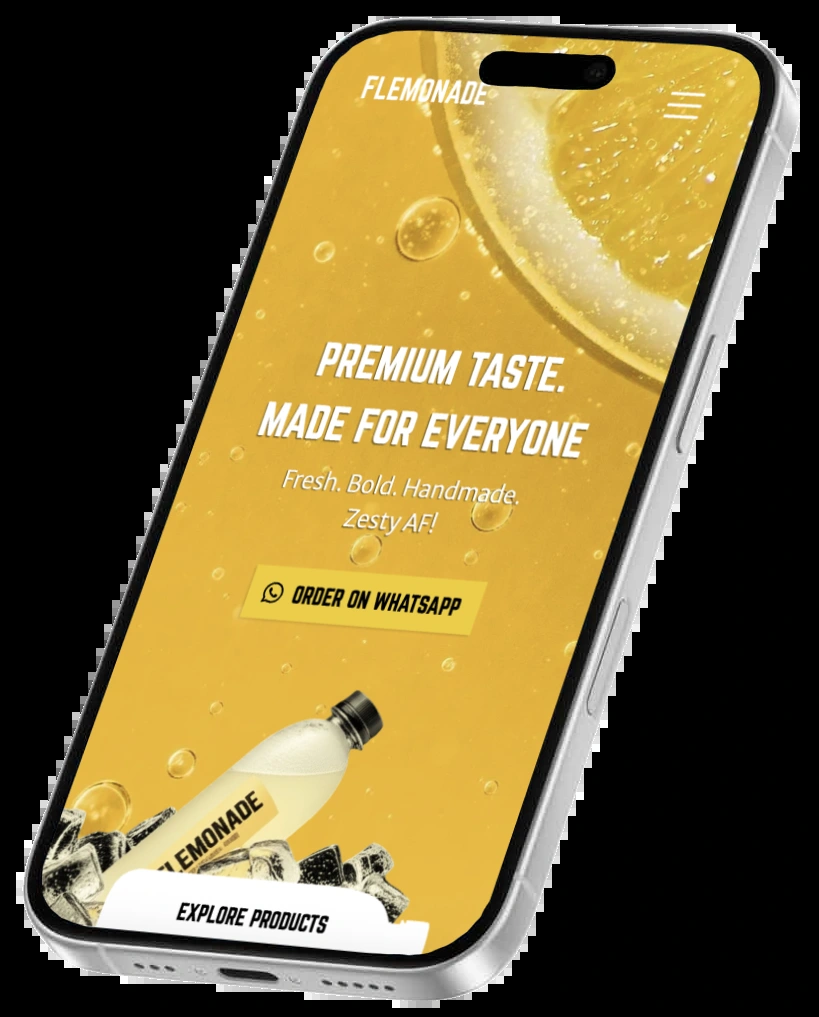 FLEMONADE
PREMIUM TASTE.
MADE FOR EVERYONE
Fresh. Bold. Handmade.
Zesty AF!
ORDER ON WHATSAPP
FLEMONADE
EXPLORE PRODUCTS